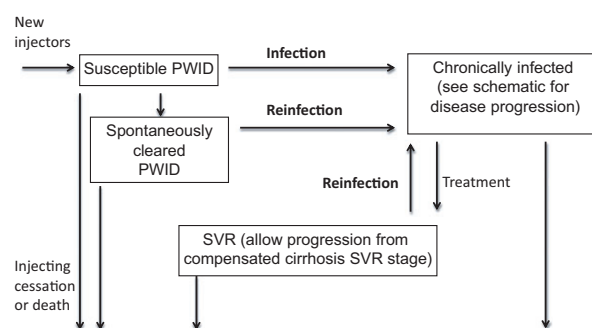 New
injectors
Infection
Susceptible PWID
Chronically infected
(see schematic for
disease progression)
Reinfection
Spontaneously
cleared
PWID
Reinfection
Treatment
SVR (allow progression from
compensated cirrhosis SVR stage)
Injecting
cessation
or death